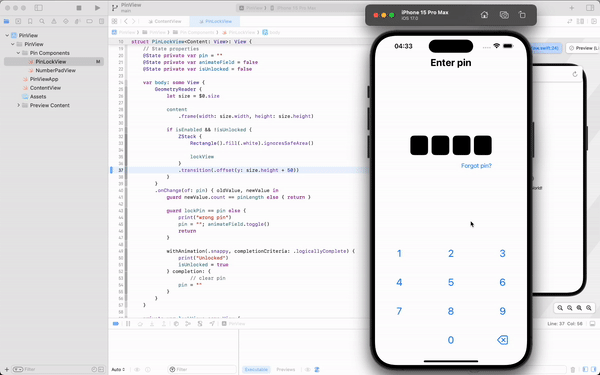 PinView
main
ContentView
PinLockView
iPhone 15 Pro Max
iOS 17.0
PinView
PinView
Pin Components
PinLockView
M
NumberPadView
PinViewApp
ContentView
Assets
Preview Content
struct PinLockView<Content: View>: View {
// State properties
@State private var pin = ""
@State private var animateField = false
@State private var isUnlocked = false
var body: some View {
GeometryReader {
let size = $0.size
content
.frame(width: size.width, height: size.height)
if isEnabled && !isUnlocked {
ZStack {
Rectangle().fill(.white).ignoresSafeArea()
lockView
}
37
.transition(.offset(y: size.height + 50))
}
}
.onChange(of: pin) { oldValue, newValue in
guard newValue.count == pinLength else { return }
guard lockPin == pin else {
print("wrong pin")
pin = ""; animateField.toggle()
return
}
withAnimation(.snappy, completionCriteria: .logicallyComplete) {
print("Unlocked")
isUnlocked = true
} completion: {
// clear pin
pin = ""
}
}
}
04:33
Enter pin
Forgot pin?
1 2 3
4 5 6
7 8 9
0
Line: 37 Col: 58
Filter
Auto
Filter
Executable
Previews